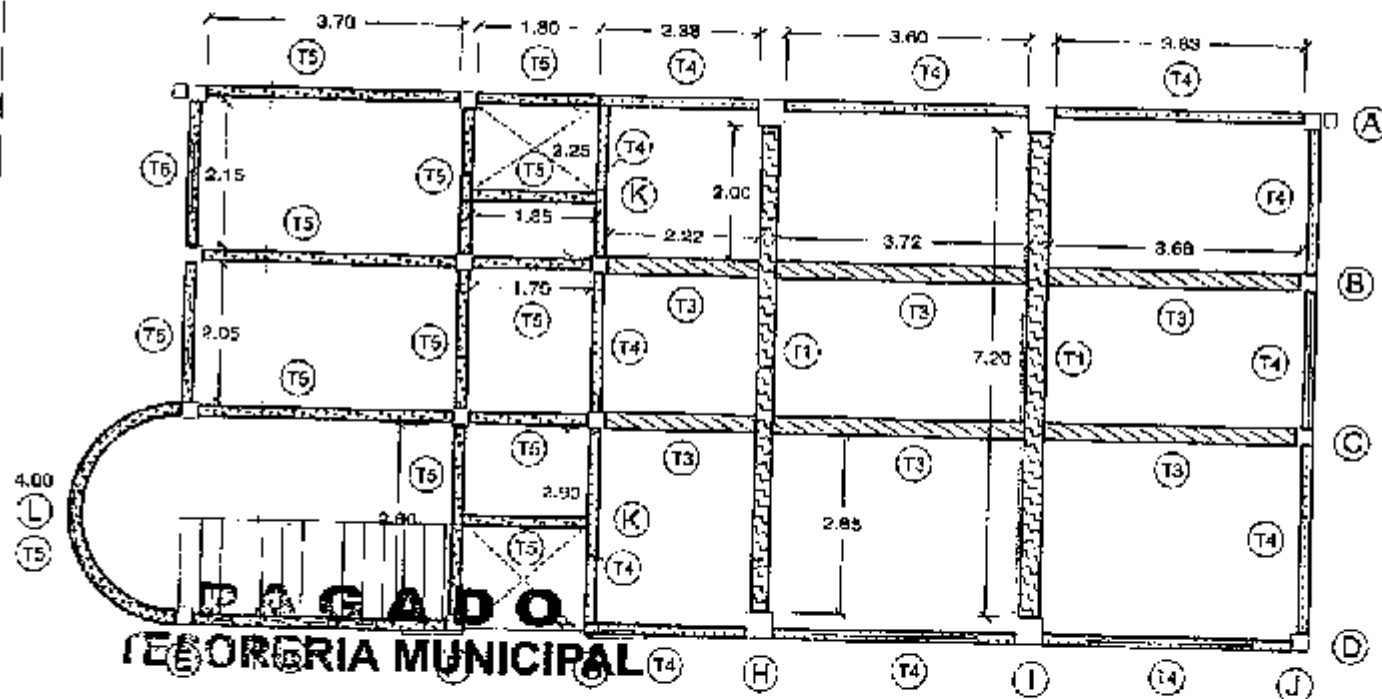 3.70 1.80 2.38 3.60 3.83
T5 T5 T4 T4 T4
A
T5 2.15 T5 2.25 T4 T4
T5 K 2.00
T5 1.85 2.22 3.72 3.68
B
1.70 T3 T3 T3
T5 2.05 T5 T5 T4 T1 7.20 T1 T4
T5
C
T5 T5 T3 T3 T3
4.00 2.90
L 2.80 K 2.85
T5 T5 T4 T4
PAGADO
TESORERIA MUNICIPAL
T4 H T4 I T4 J D